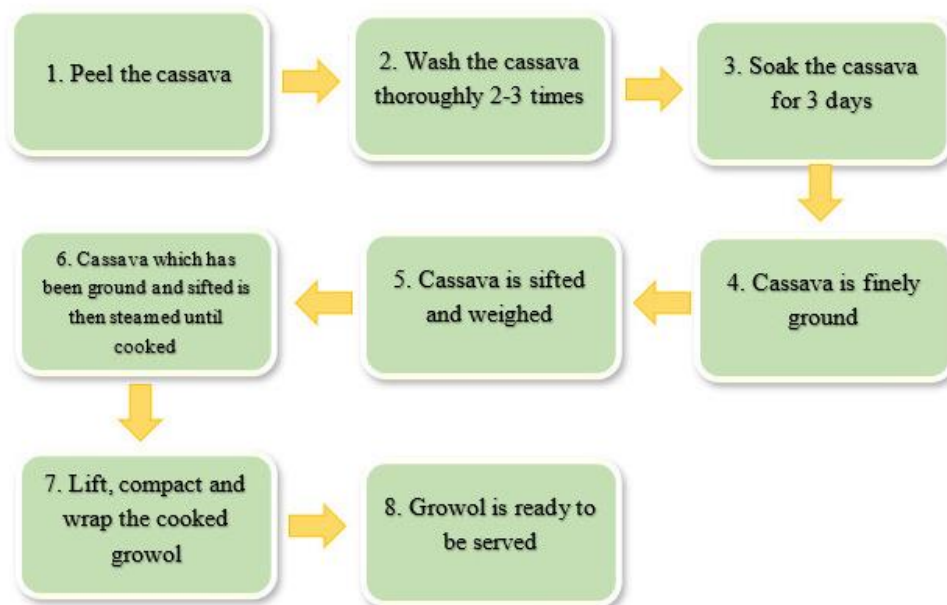 1. Peel the cassava
2. Wash the cassava
thoroughly 2-3 times
3. Soak the cassava
for 3 days
4. Cassava is finely
ground
5. Cassava is sifted
and weighed
6. Cassava which has
been ground and sifted is
then steamed until
cooked
7. Lift, compact and
wrap the cooked
growol
8. Growol is ready to
be served